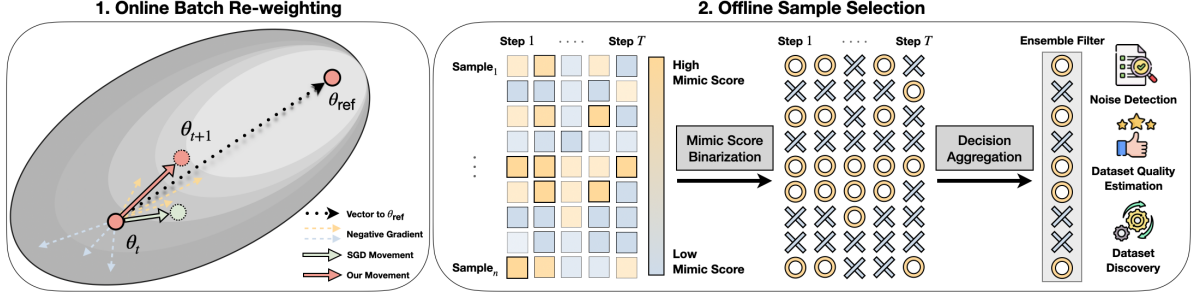 1. Online Batch Re-weighting
θref
θt+1
θt
Vector to θref
Negative Gradient
SGD Movement
Our Movement
2. Offline Sample Selection
Step 1 .... Step T
Sample1
Samplen
High
Mimic Score
Low
Mimic Score
Mimic Score
Binarization
Step 1 .... Step T
Decision
Aggregation
Ensemble Filter
Noise Detection
Dataset Quality
Estimation
Dataset
Discovery